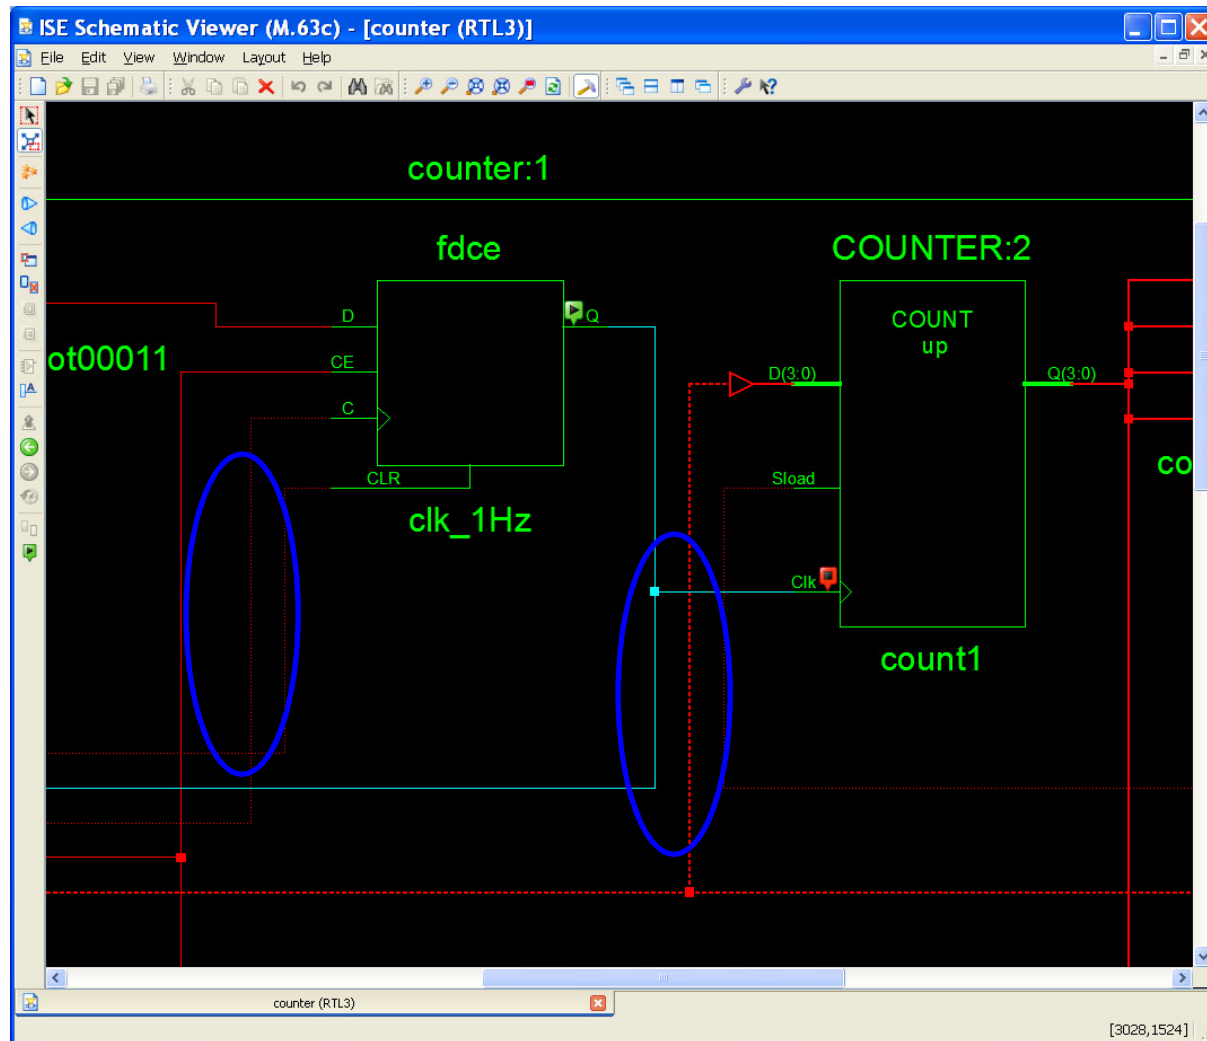 ISE Schematic Viewer (M.63c) - [counter (RTL3)]
File Edit View Window Layout Help
counter:1
fdce
COUNTER:2
D
Q
COUNT
up
ot00011
CE
D(3:0)
Q(3:0)
C
CLR
Sload
co
clk_1Hz
Clk
count1
counter (RTL3)
[3028,1524]